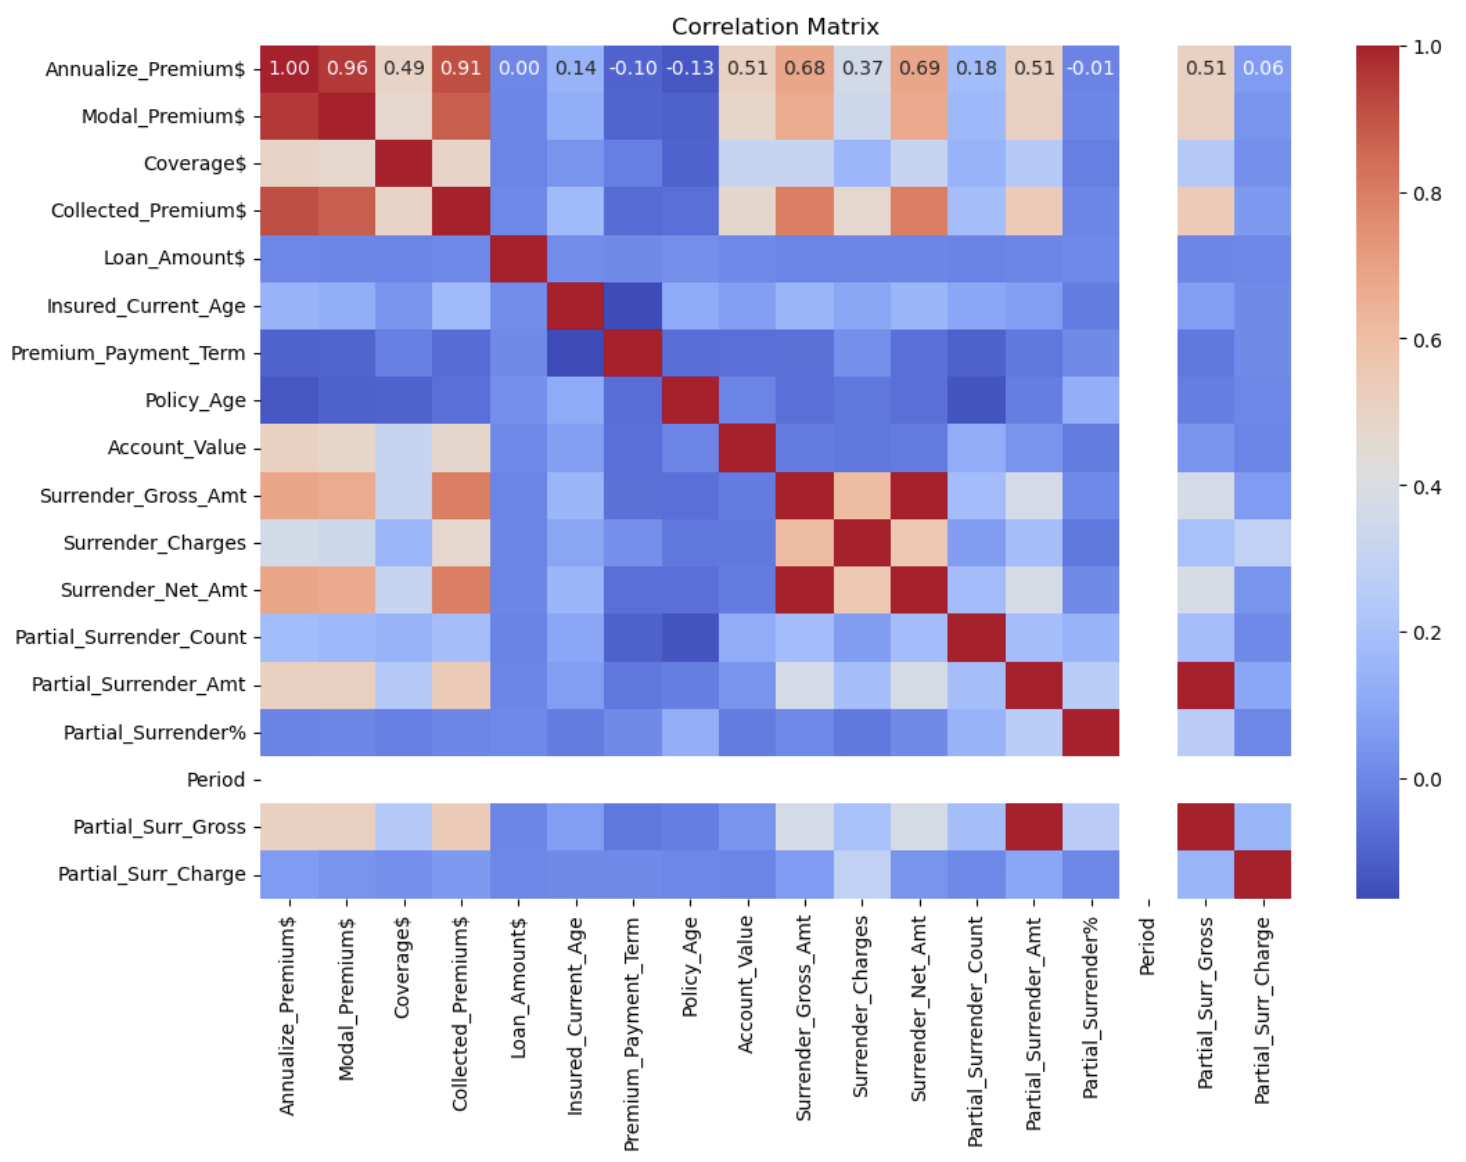 Correlation Matrix
Annualize_Premium$ 1.00 0.96 0.49 0.91 0.00 0.14 -0.10 -0.13 0.51 0.68 0.37 0.69 0.18 0.51 -0.01 0.51 0.06
Modal_Premium$
Coverage$
Collected_Premium$
Loan_Amount$
Insured_Current_Age
Premium_Payment_Term
Policy_Age
Account_Value
Surrender_Gross_Amt
Surrender_Charges
Surrender_Net_Amt
Partial_Surrender_Count
Partial_Surrender_Amt
Partial_Surrender%
Period
Partial_Surr_Gross
Partial_Surr_Charge
Annualize_Premium$
Modal_Premium$
Coverage$
Collected_Premium$
Loan_Amount$
Insured_Current_Age
Premium_Payment_Term
Policy_Age
Account_Value
Surrender_Gross_Amt
Surrender_Charges
Surrender_Net_Amt
Partial_Surrender_Count
Partial_Surrender_Amt
Partial_Surrender%
Period
Partial_Surr_Gross
Partial_Surr_Charge
1.0
0.8
0.6
0.4
0.2
0.0